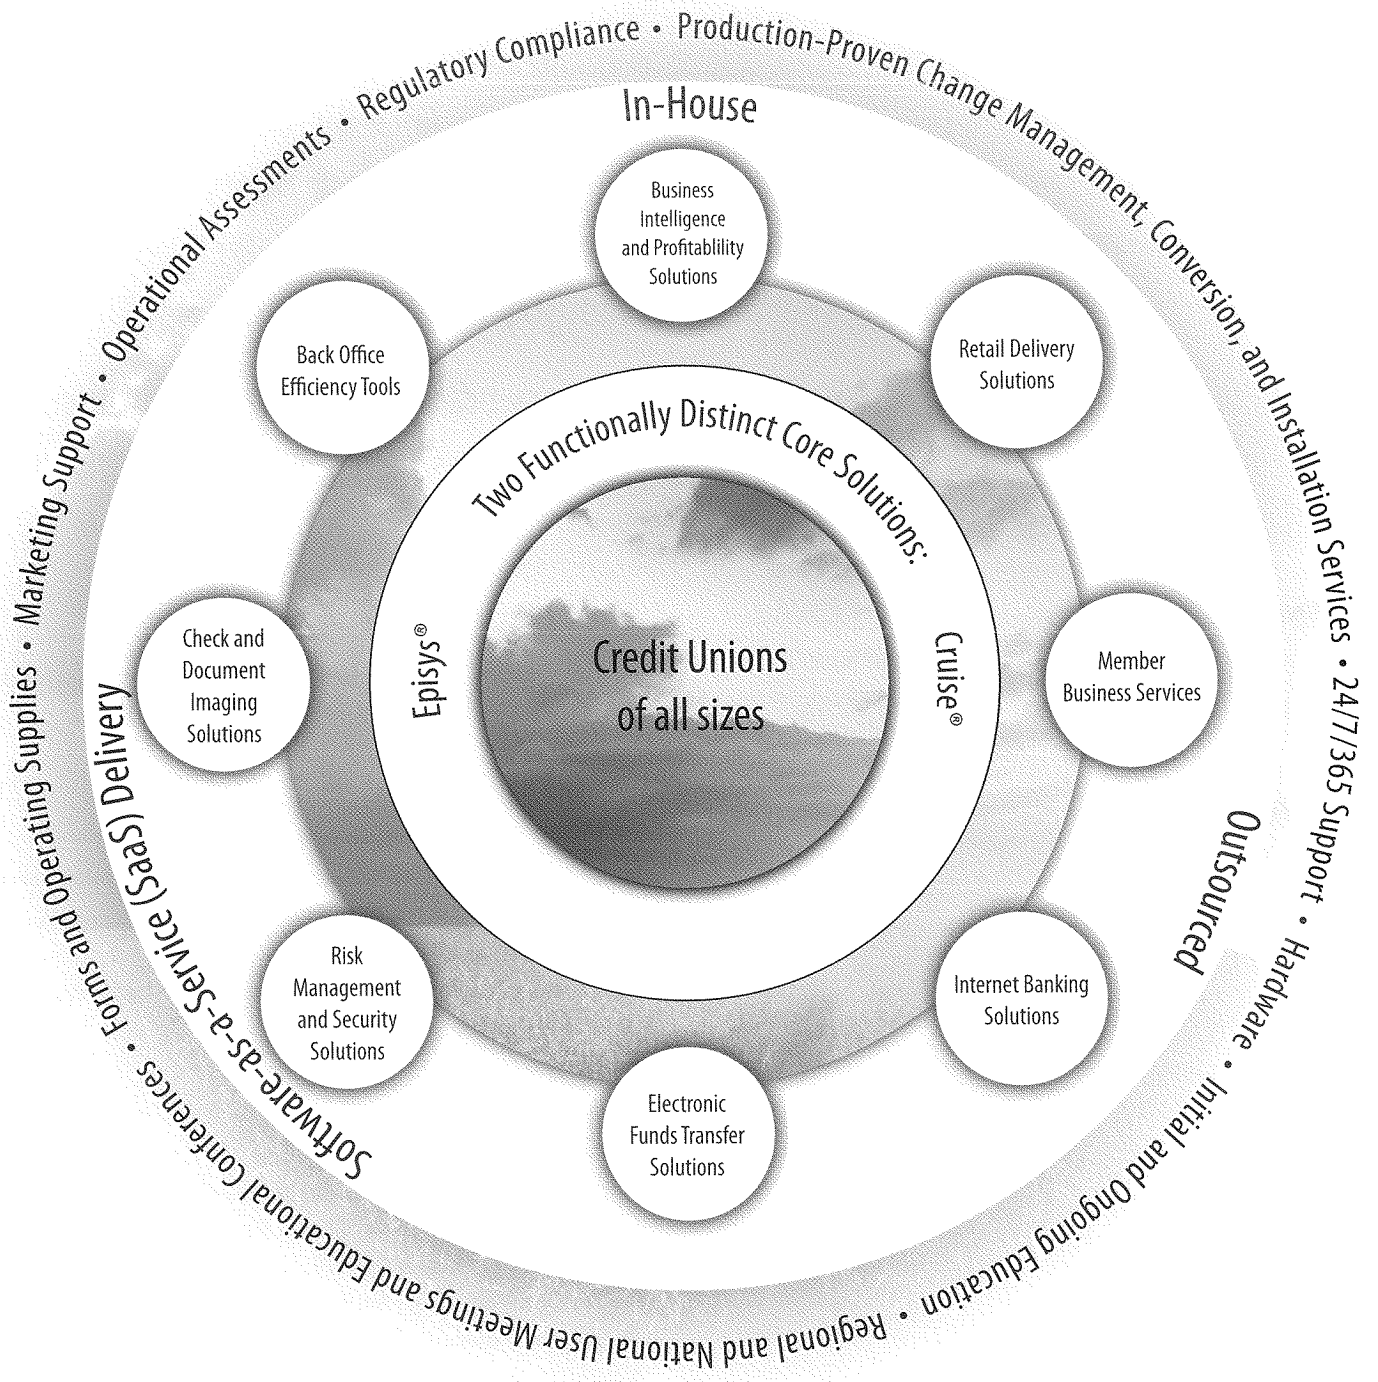 Regulatory Compliance • Production-Proven Change Management, Conversion, and Installation Services • 24/7/365 Support • Hardware • Initial and Ongoing Education • Regional and National User Meetings and Educational Conferences • Forms and Operating Supplies • Marketing Support • Operational Assessments •
In-House
Outsourced
Software-as-a-Service (SaaS) Delivery
Business
Intelligence
and Profitablility
Solutions
Retail Delivery
Solutions
Member
Business Services
Internet Banking
Solutions
Electronic
Funds Transfer
Solutions
Risk
Management
and Security
Solutions
Check and
Document
Imaging
Solutions
Back Office
Efficiency Tools
Two Functionally Distinct Core Solutions:
Episys®
Cruise®
Credit Unions
of all sizes